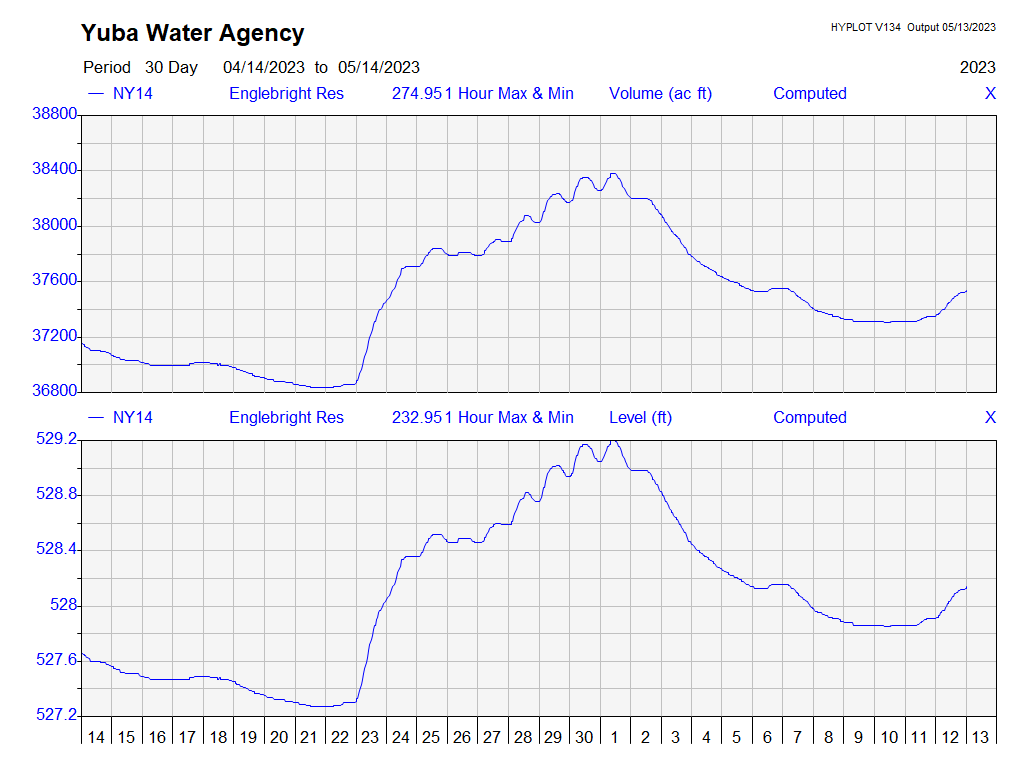 Yuba Water Agency
HYPLOT V134 Output 05/13/2023
Period 30 Day 04/14/2023 to 05/14/2023 2023
NY14 Englebright Res 274.951 Hour Max & Min Volume (ac ft) Computed X
38800
38400
38000
37600
37200
36800
NY14 Englebright Res 232.951 Hour Max & Min Level (ft) Computed X
529.2
528.8
528.4
528
527.6
527.2
14 15 16 17 18 19 20 21 22 23 24 25 26 27 28 29 30 1 2 3 4 5 6 7 8 9 10 11 12 13